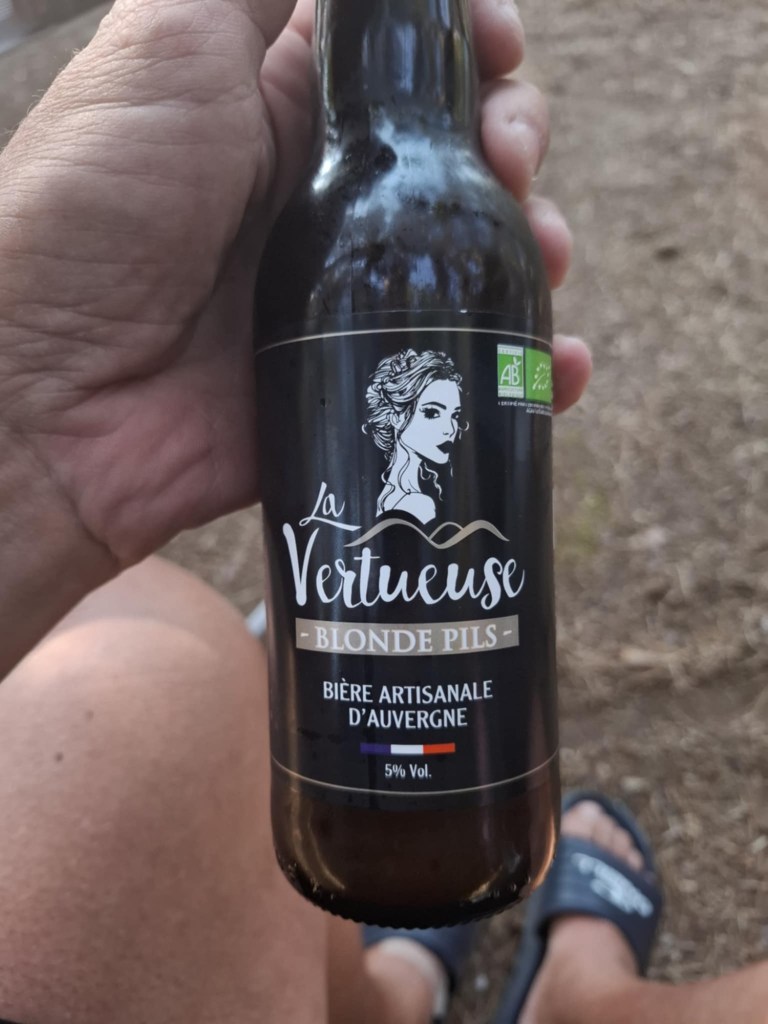 AB
La
Vertueuse
- BLONDE PILS -
BIÈRE ARTISANALE
D'AUVERGNE
5% Vol.